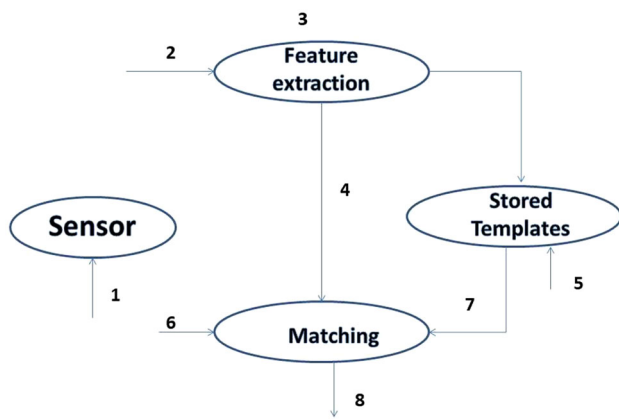 3
2
Feature
extraction
4
Sensor
Stored
Templates
1
5
6
7
Matching
8